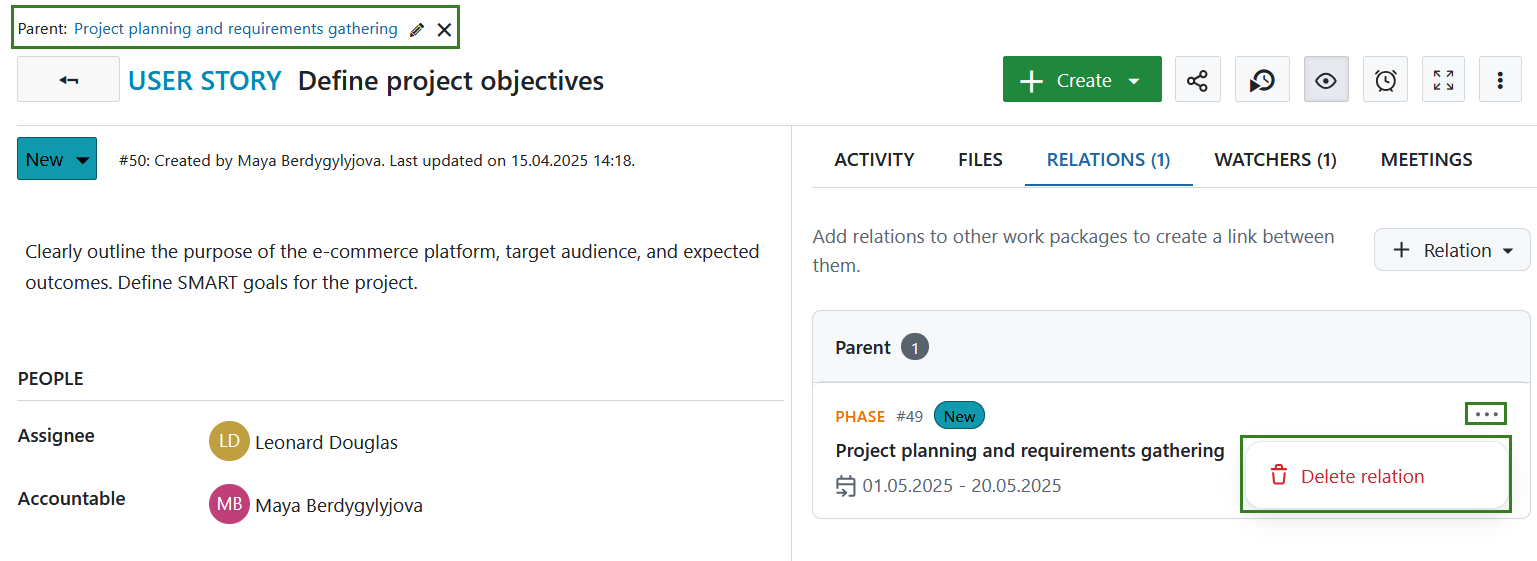 Parent: Project planning and requirements gathering
USER STORY Define project objectives
Create
New
#50: Created by Maya Berdygylyjova. Last updated on 15.04.2025 14:18.
Clearly outline the purpose of the e-commerce platform, target audience, and expected
outcomes. Define SMART goals for the project.
PEOPLE
Assignee
LD Leonard Douglas
Accountable
MB Maya Berdygylyjova
ACTIVITY FILES RELATIONS (1) WATCHERS (1) MEETINGS
Add relations to other work packages to create a link between
them.
Relation
Parent 1
PHASE #49 New
Project planning and requirements gathering
01.05.2025 - 20.05.2025
Delete relation